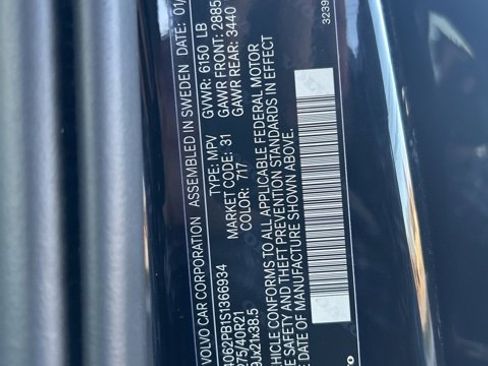 VOLVO CAR CORPORATION ASSEMBLED IN SWEDEN DATE: 01/
GVWR: 6150 LB
GAWR FRONT: 2885
GAWR REAR: 3440
4062PB1S1366934 TYPE: MPV
MARKET CODE: 31
COLOR: 717
275/40R21
9Jx21x38.5
VEHICLE CONFORMS TO ALL APPLICABLE FEDERAL MOTOR
SAFETY AND THEFT PREVENTION STANDARDS IN EFFECT
DATE OF MANUFACTURE SHOWN ABOVE.
3239